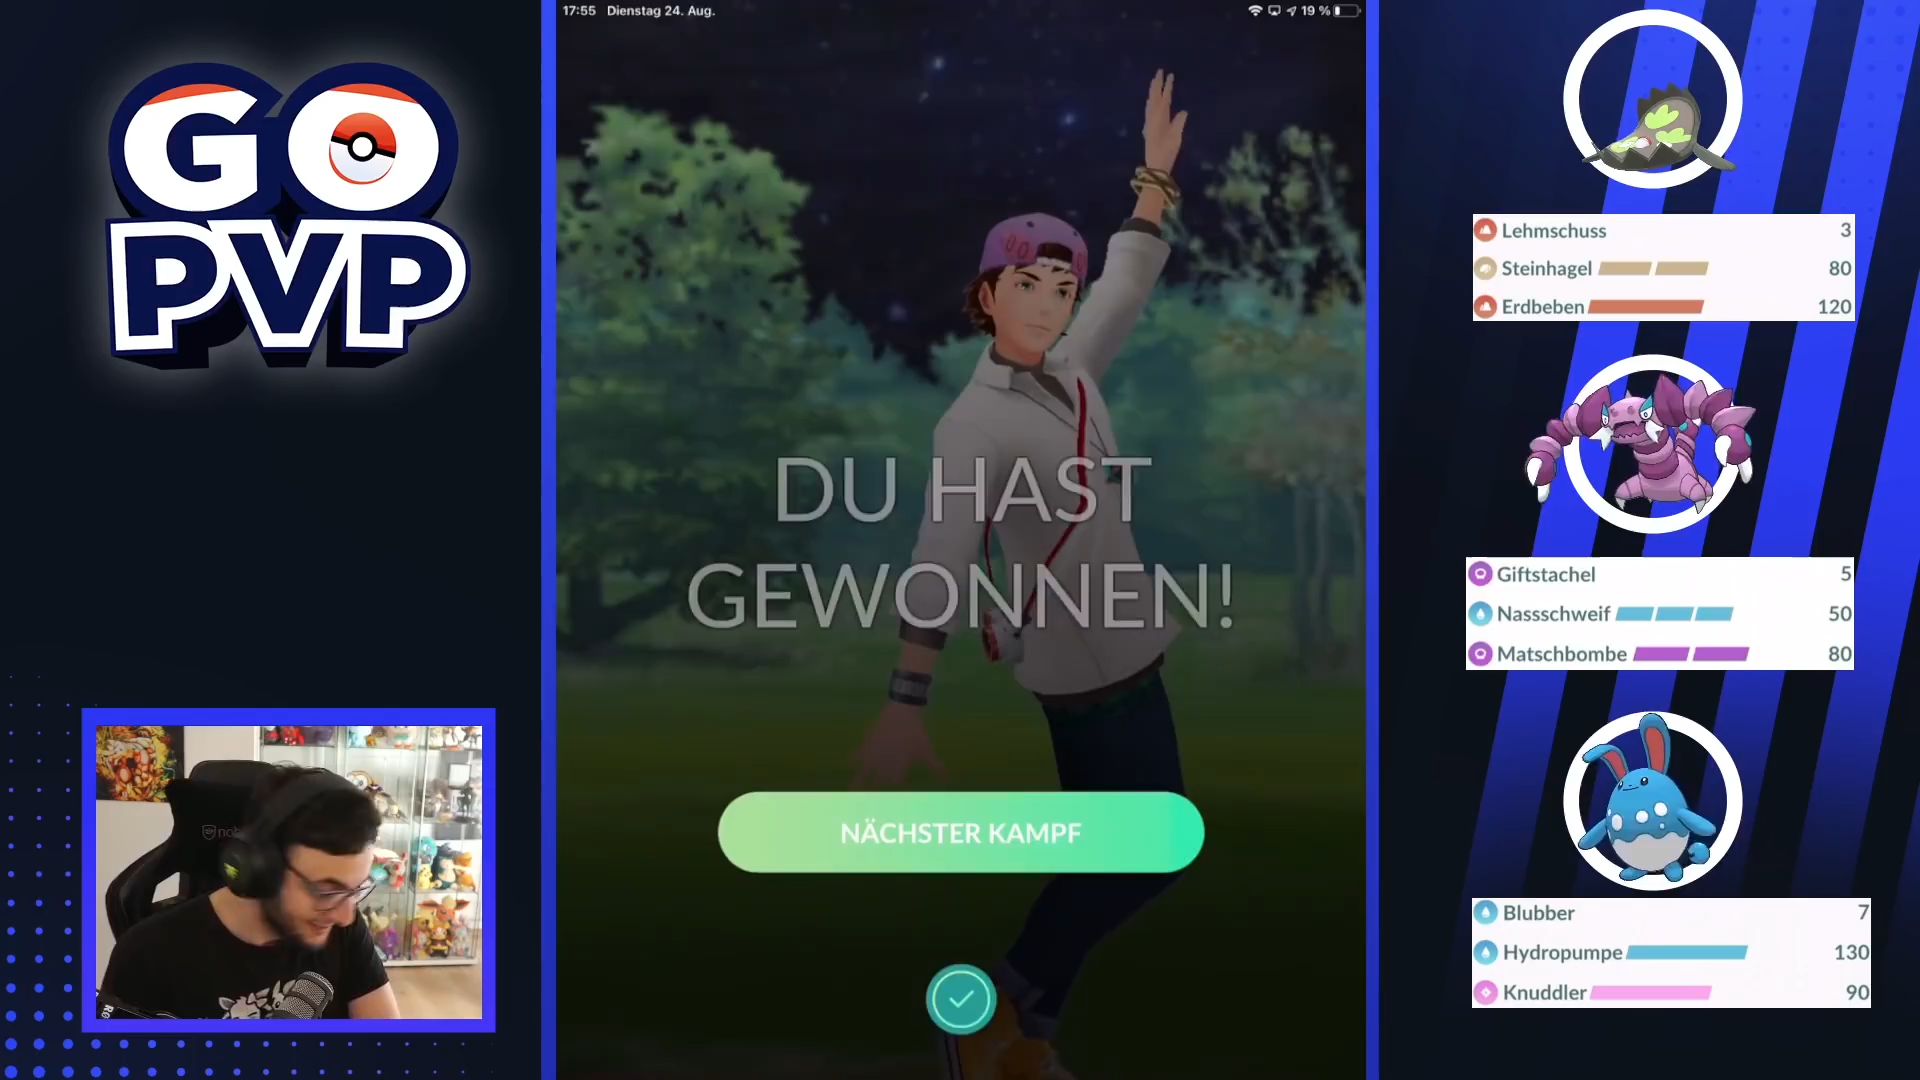 GO
PVP
17:55 Dienstag 24. Aug.
19 %
DU HAST
GEWONNEN!
NÄCHSTER KAMPF
Lehmschuss 3
Steinhagel 80
Erdbeben 120
Giftstachel 5
Nassschweif 50
Matschbombe 80
Blubber 7
Hydropumpe 130
Knuddler 90